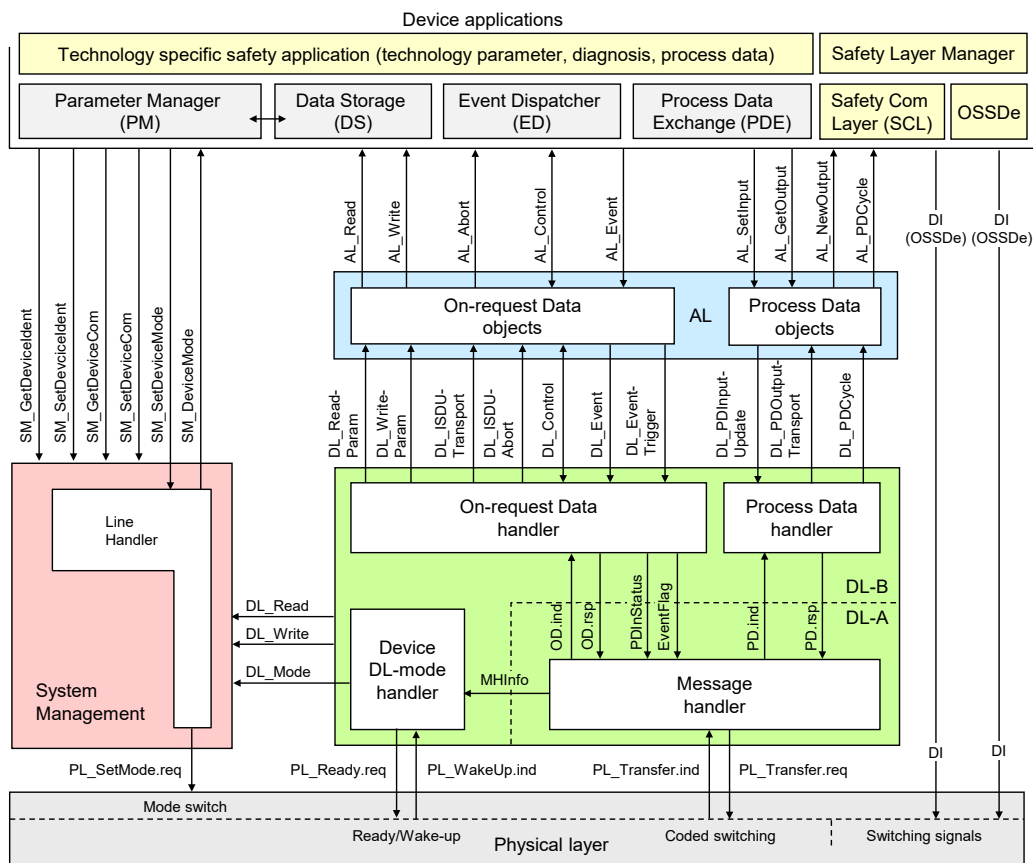 Device applications
Technology specific safety application (technology parameter, diagnosis, process data)
Safety Layer Manager
Parameter Manager
(PM)
Data Storage
(DS)
Event Dispatcher
(ED)
Process Data
Exchange (PDE)
Safety Com
Layer (SCL)
OSSDe
SM_GetDeviceIdent
SM_SetDevciceIdent
SM_GetDeviceCom
SM_SetDeviceCom
SM_SetDeviceMode
SM_DeviceMode
AL_Read
AL_Write
AL_Abort
AL_Control
AL_Event
AL_SetInput
AL_GetOutput
AL_NewOutput
AL_PDCycle
DI
(OSSDe)
DI
(OSSDe)
On-request Data
objects
AL
Process Data
objects
DL_Read-
Param
DL_Write-
Param
DL_ISDU-
Transport
DL_ISDU-
Abort
DL_Control
DL_Event
DL_Event-
Trigger
DL_PDInput-
Update
DL_PDOutput-
Transport
DL_PDCycle
Line
Handler
On-request Data
handler
Process Data
handler
OD.ind
OD.rsp
PDInStatus
EventFlag
PD.ind
PD.rsp
DL-B
DL-A
DL_Read
DL_Write
DL_Mode
Device
DL-mode
handler
MHInfo
Message
handler
System
Management
PL_SetMode.req
PL_Ready.req
PL_WakeUp.ind
PL_Transfer.ind
PL_Transfer.req
DI
DI
Mode switch
Ready/Wake-up
Physical layer
Coded switching
Switching signals